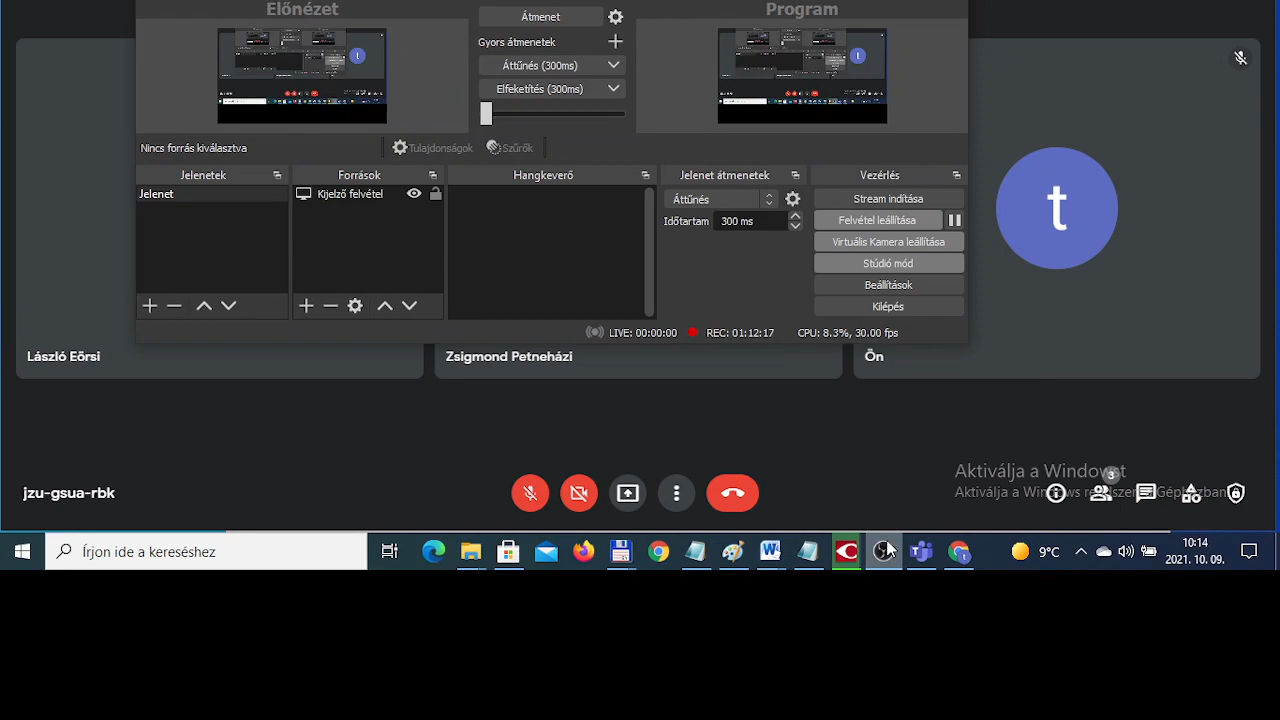 Előnézet
Átmenet
Program
Gyors átmenetek
Áttűnés (300ms)
Elfeketítés (300ms)
Nincs forrás kiválasztva
Tulajdonságok
Szűrők
Jelenetek
Források
Hangkeverő
Jelenet átmenetek
Vezérlés
Jelenet
Kijelző felvétel
Áttűnés
Időtartam
300 ms
Stream indítása
Felvétel leállítása
Virtuális Kamera leállítása
Stúdió mód
Beállítások
Kilépés
LIVE: 00:00:00
REC: 01:12:17
CPU: 8.3%, 30.00 fps
t
László Eörsi
Zsigmond Petneházi
Ön
jzu-gsua-rbk
3
Írjon ide a kereséshez
W
9°C
10:14
2021. 10. 09.